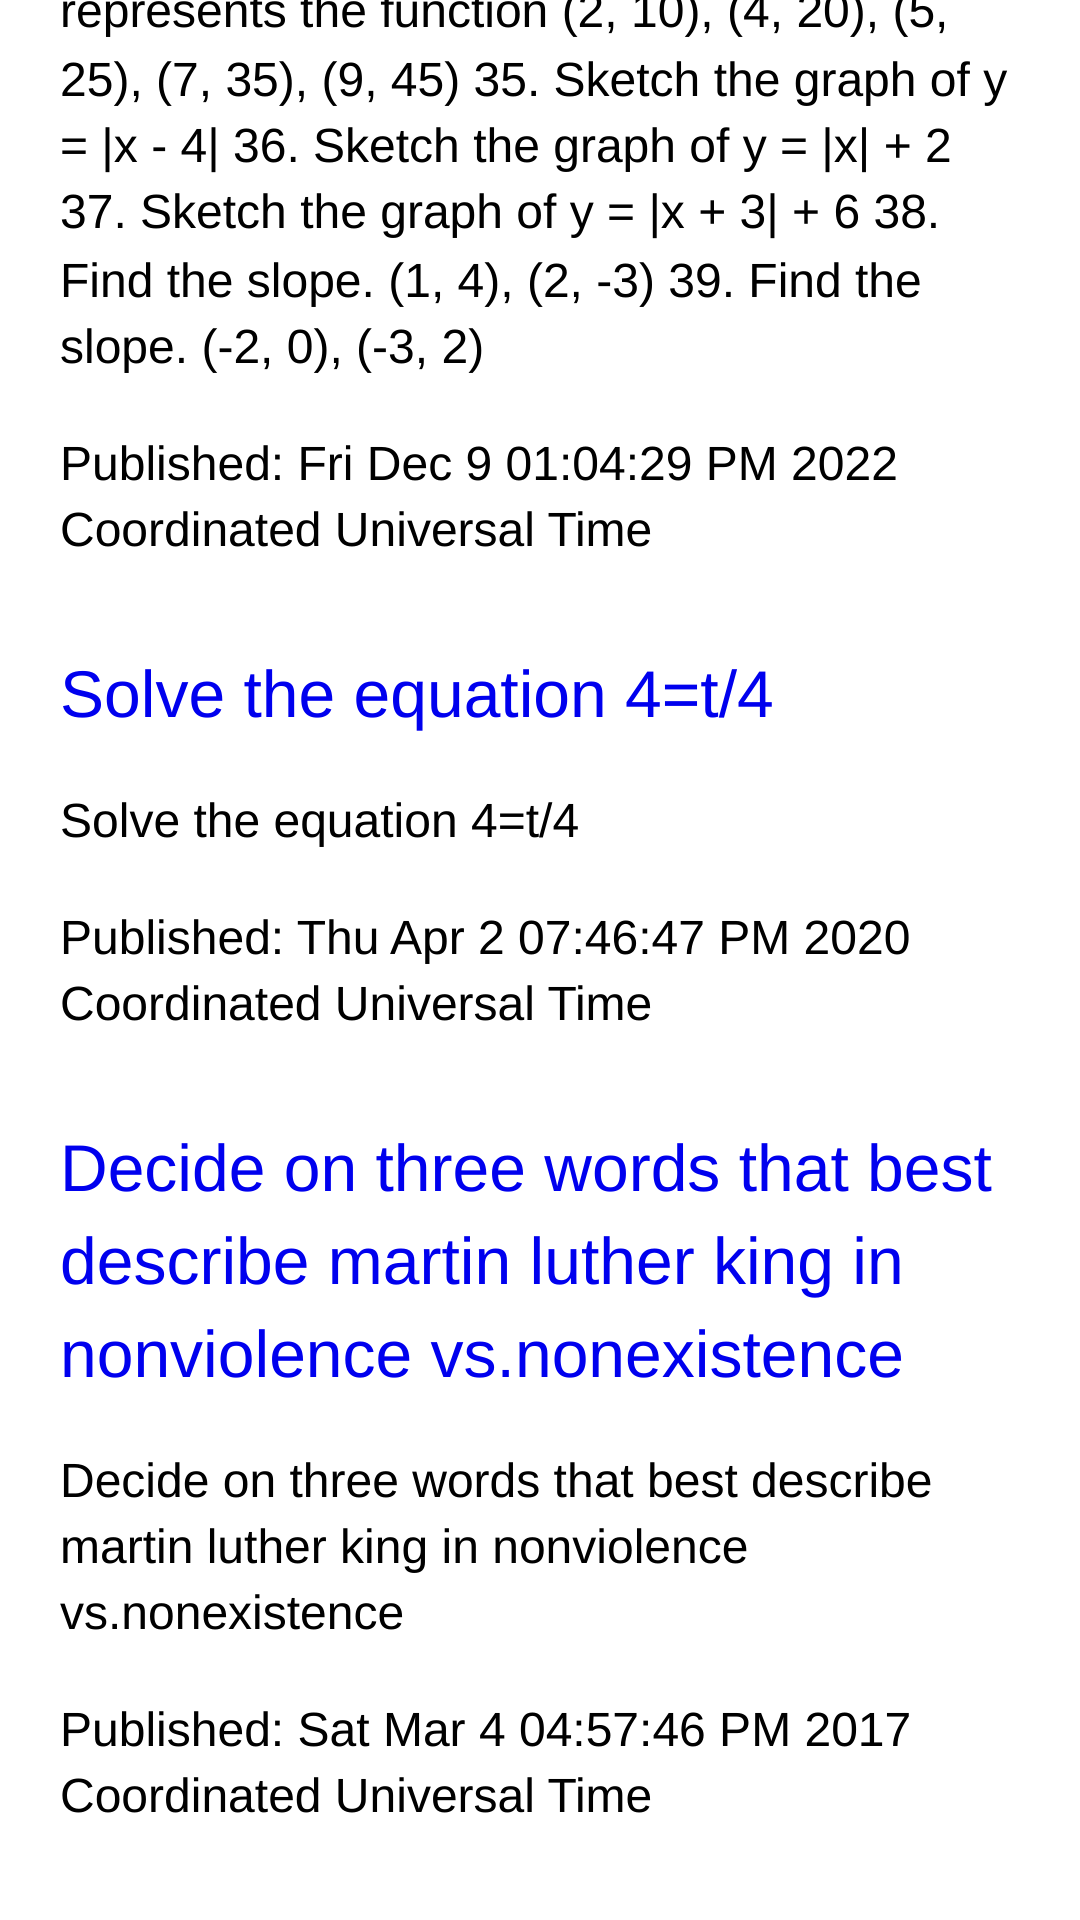 represents the function (2, 10), (4, 20), (5,
25), (7, 35), (9, 45) 35. Sketch the graph of y
= |x - 4| 36. Sketch the graph of y = |x| + 2
37. Sketch the graph of y = |x + 3| + 6 38.
Find the slope. (1, 4), (2, -3) 39. Find the
slope. (-2, 0), (-3, 2)
Published: Fri Dec 9 01:04:29 PM 2022
Coordinated Universal Time
Solve the equation 4=t/4
Solve the equation 4=t/4
Published: Thu Apr 2 07:46:47 PM 2020
Coordinated Universal Time
Decide on three words that best
describe martin luther king in
nonviolence vs.nonexistence
Decide on three words that best describe
martin luther king in nonviolence
vs.nonexistence
Published: Sat Mar 4 04:57:46 PM 2017
Coordinated Universal Time